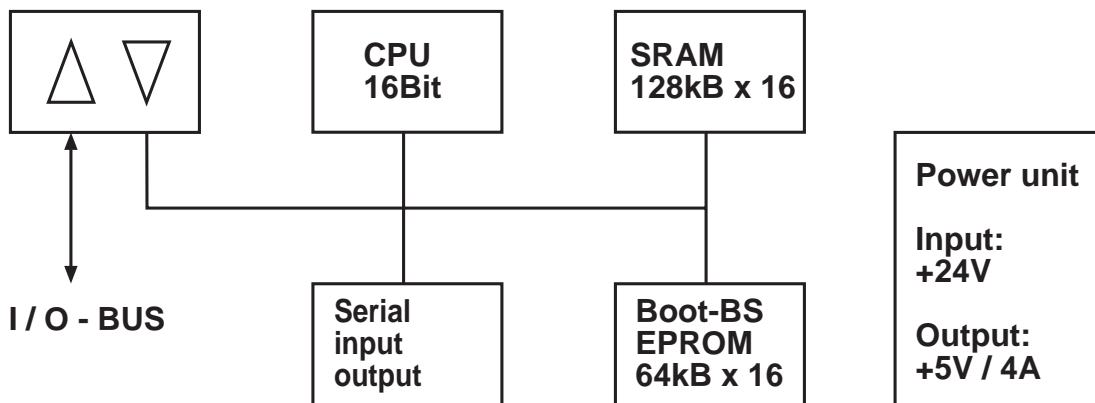 CPU
16Bit
SRAM
128kB x 16
Power unit
Input:
+24V
Output:
+5V / 4A
I / O - BUS
Serial
input
output
Boot-BS
EPROM
64kB x 16